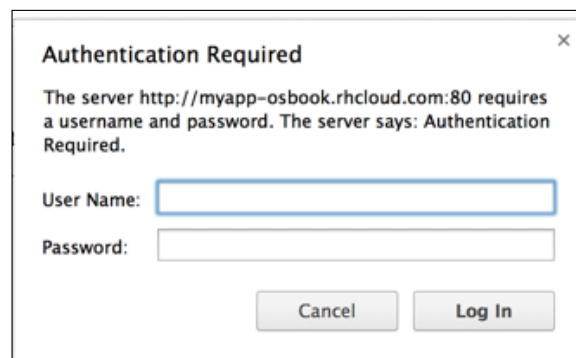 Authentication Required
The server http://myapp-osbook.rhcloud.com:80 requires
a username and password. The server says: Authentication
Required.
User Name:
Password:
Cancel Log In